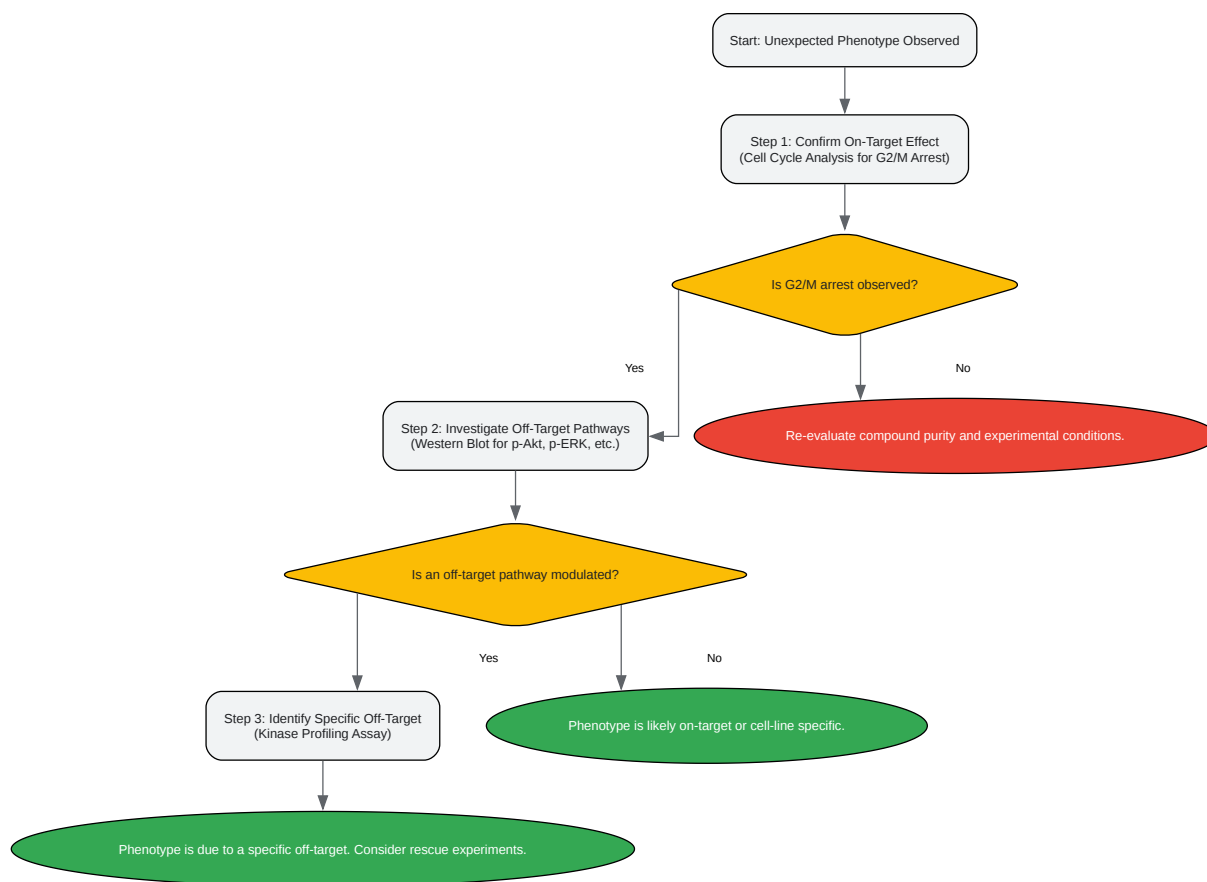 Start: Unexpected Phenotype Observed
Step 1: Confirm On-Target Effect
(Cell Cycle Analysis for G2/M Arrest)
Is G2/M arrest observed?
Yes
No
Step 2: Investigate Off-Target Pathways
(Western Blot for p-Akt, p-ERK, etc.)
Re-evaluate compound purity and experimental conditions.
Is an off-target pathway modulated?
Yes
No
Step 3: Identify Specific Off-Target
(Kinase Profiling Assay)
Phenotype is likely on-target or cell-line specific.
Phenotype is due to a specific off-target. Consider rescue experiments.